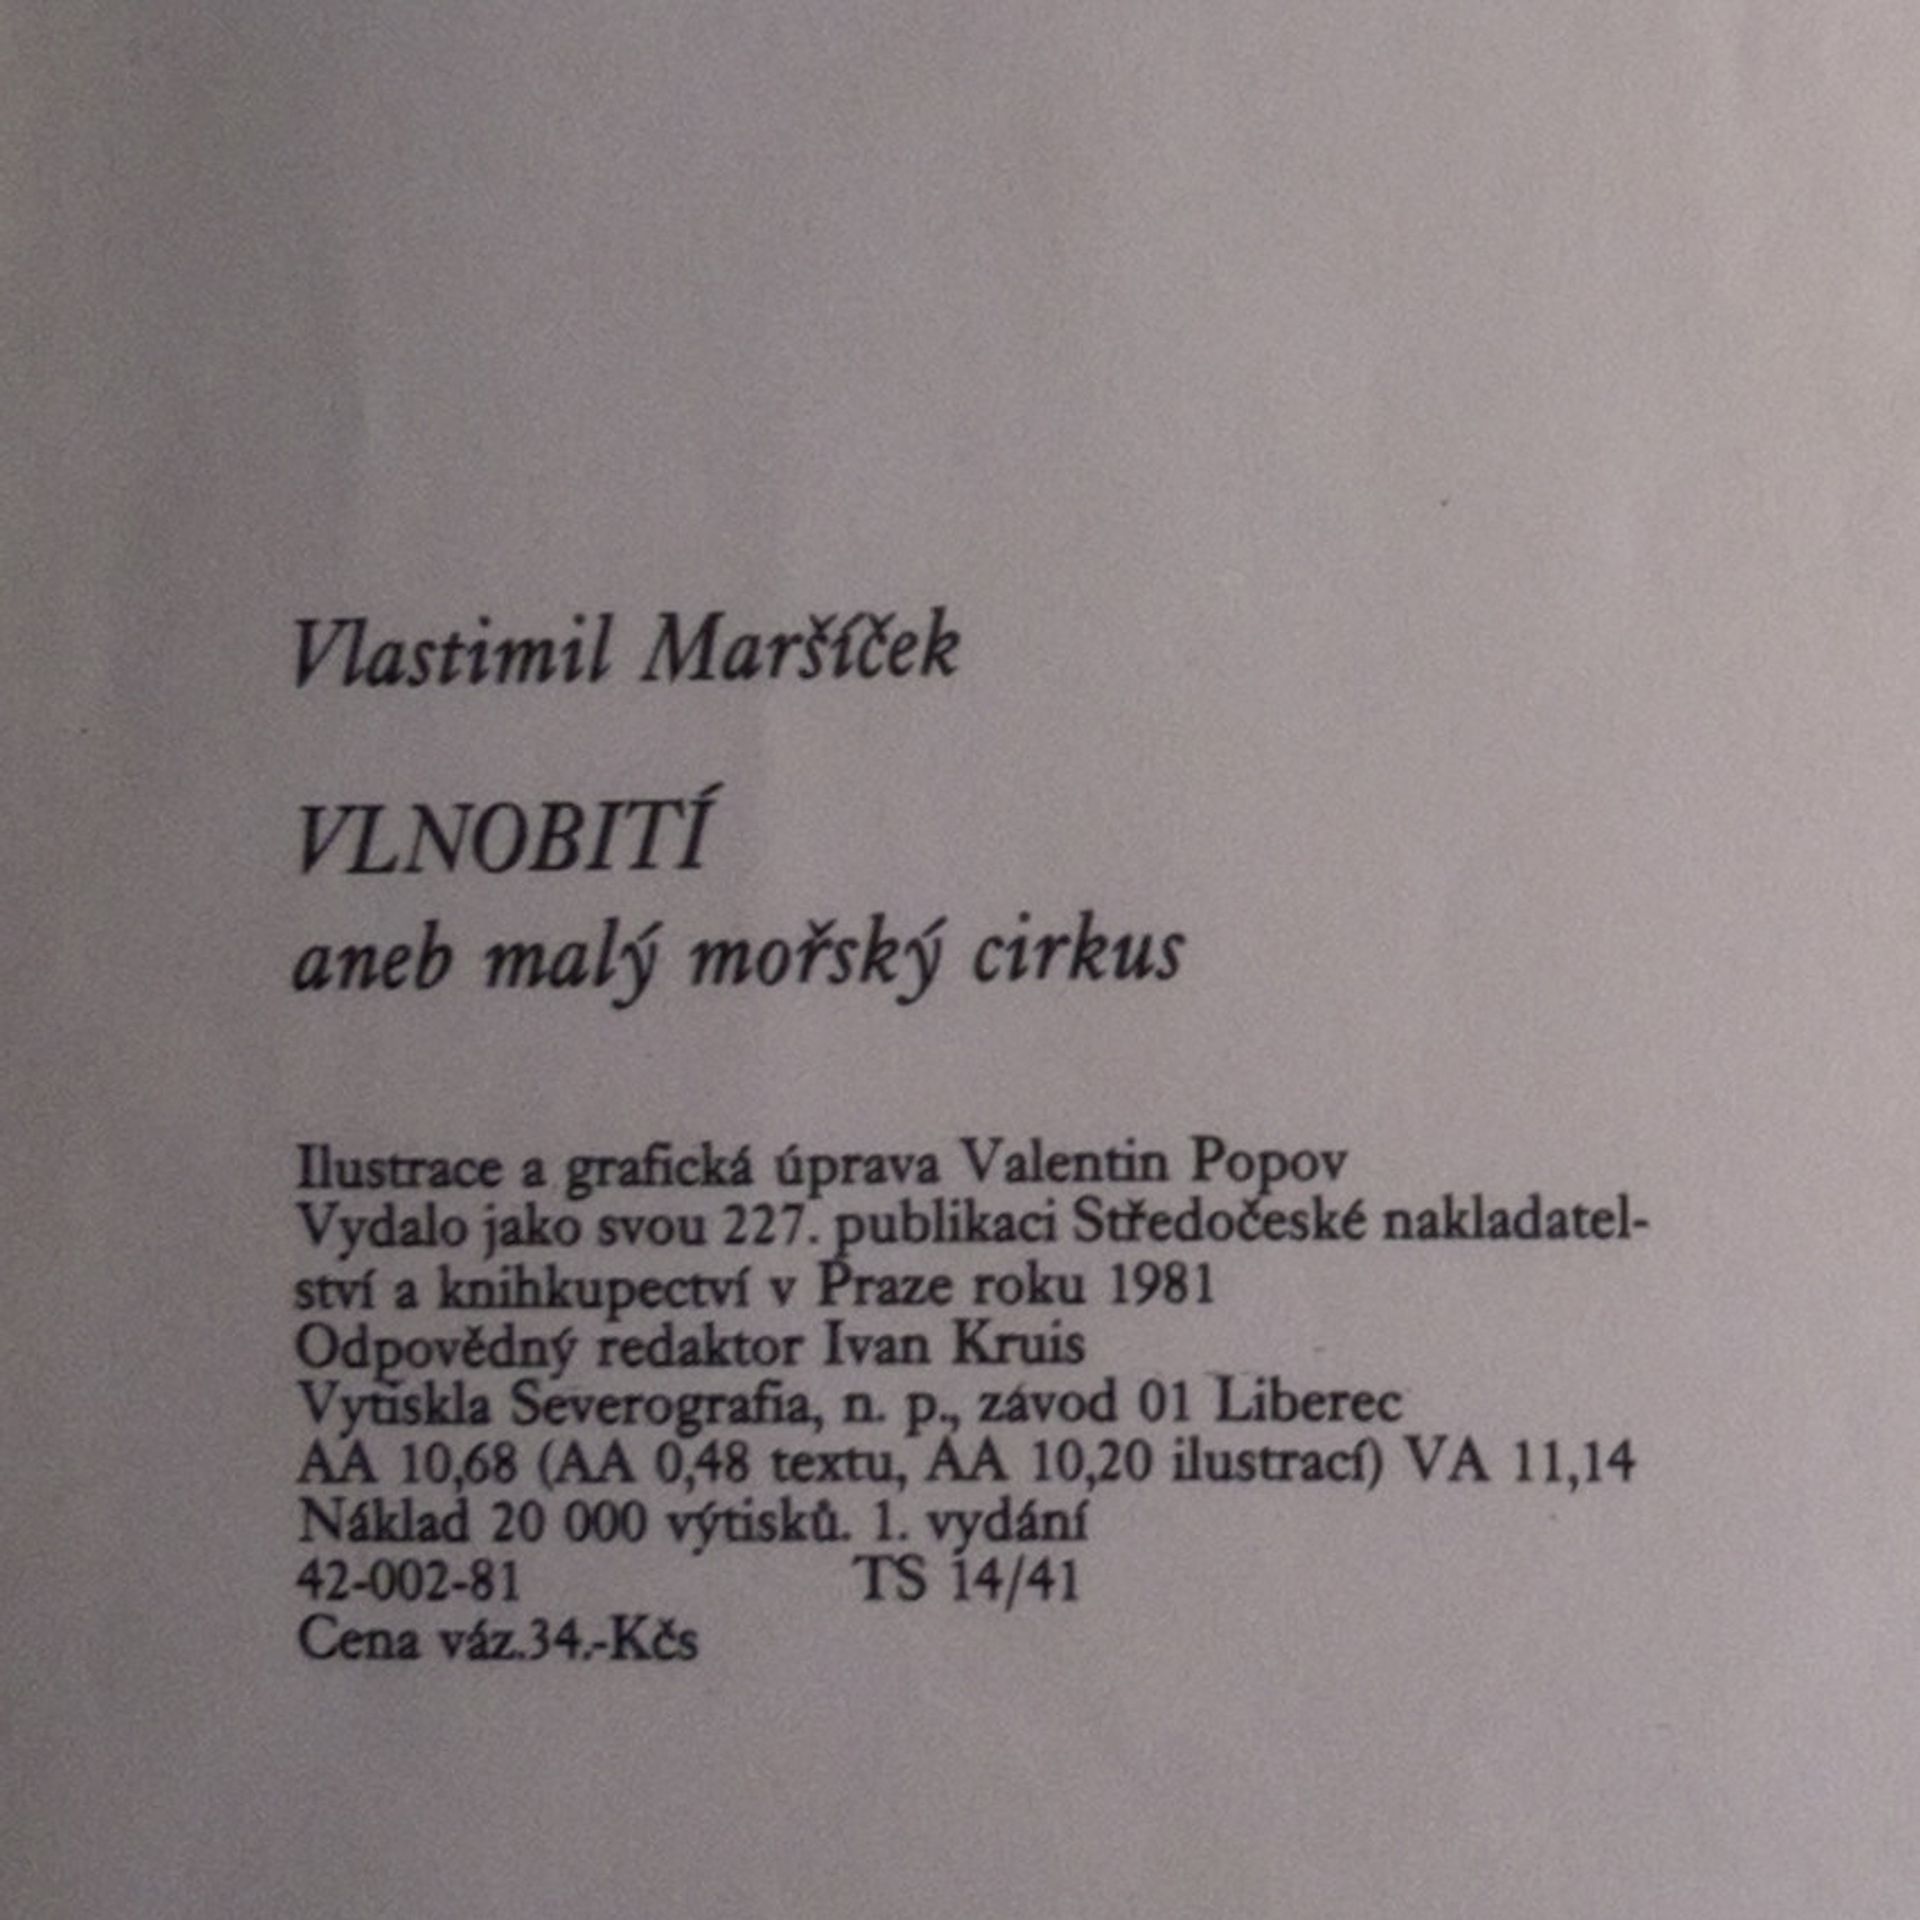 Vlastimil Maršíček
VLNOBITÍ
aneb malý mořský cirkus
Ilustrace a grafická úprava Valentin Popov
Vydalo jako svou 227. publikaci Středočeské nakladatel-
ství a knihkupectví v Praze roku 1981
Odpovědný redaktor Ivan Kruis
Vytiskla Severografia, n. p., závod 01 Liberec
AA 10,68 (AA 0,48 textu, AA 10,20 ilustrací) VA 11,14
Náklad 20 000 výtisků. 1. vydání
42-002-81 TS 14/41
Cena váz.34.-Kčs